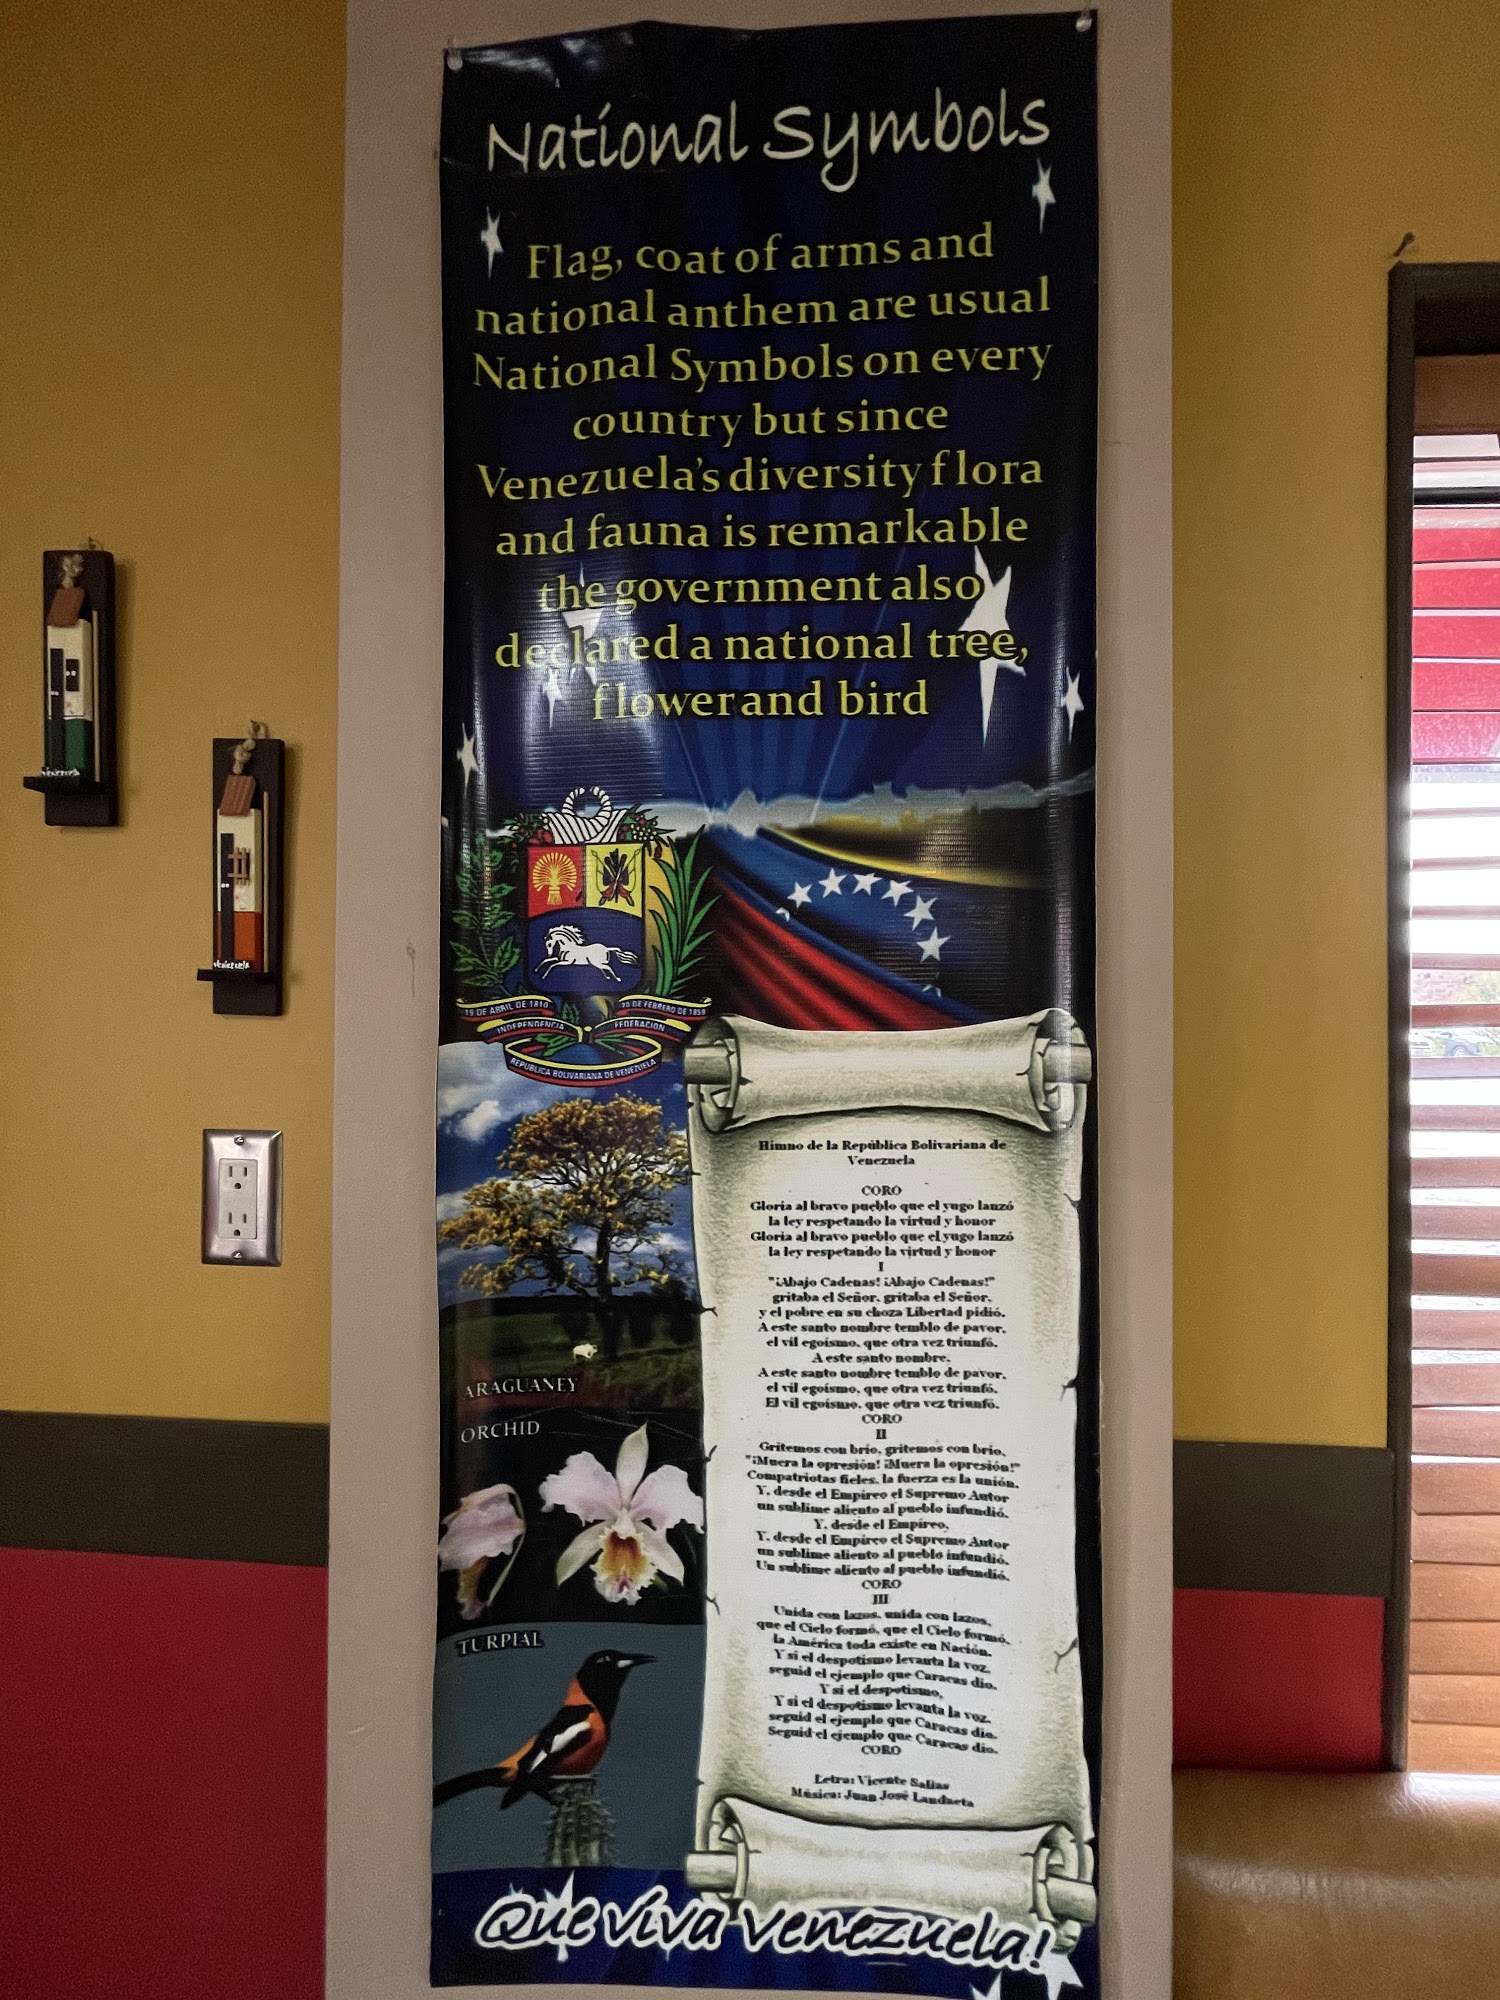 National Symbols
Flag, coat of arms and
national anthem are usual
National Symbols on every
country but since
Venezuela's diversity flora
and fauna is remarkable
the government also
declared a national tree,
flower and bird
19 DE ABRIL DE 1810
20 DE FEBRERO DE 1859
INDEPENDENCIA
FEDERACION
REPUBLICA BOLIVARIANA DE VENEZUELA
ARAGUANEY
ORCHID
TURPIAL
Himno de la República Bolivariana de
Venezuela
CORO
Gloria al bravo pueblo que el yugo lanzó
la ley respetando la virtud y honor
Gloria al bravo pueblo que el yugo lanzó
la ley respetando la virtud y honor
I
"¡Abajo Cadenas! ¡Abajo Cadenas!"
gritaba el Señor, gritaba el Señor,
y el pobre en su choza Libertad pidió.
A este santo nombre temblo de pavor,
el vil egoísmo, que otra vez triunfó.
A este santo nombre,
A este santo nombre temblo de pavor,
el vil egoísmo, que otra vez triunfó.
El vil egoísmo, que otra vez triunfó.
CORO
II
Gritemos con brío, gritemos con brío,
"¡Muera la opresión! ¡Muera la opresión!"
Compatriotas fieles, la fuerza es la unión.
Y, desde el Empíreo el Supremo Autor
un sublime aliento al pueblo infundió.
Y, desde el Empíreo,
Y, desde el Empíreo el Supremo Autor
un sublime aliento al pueblo infundió.
Un sublime aliento al pueblo infundió.
CORO
III
Unida con lazos, unida con lazos,
que el Cielo formó, que el Cielo formó,
la América toda existe en Nación.
Y si el despotismo levanta la voz,
seguid el ejemplo que Caracas dio.
Y si el despotismo,
Y si el despotismo levanta la voz,
seguid el ejemplo que Caracas dio.
Seguid el ejemplo que Caracas dio.
CORO
Letra: Vicente Salias
Música: Juan José Landaeta
Que viva Venezuela!
Venezuela
Venezuela